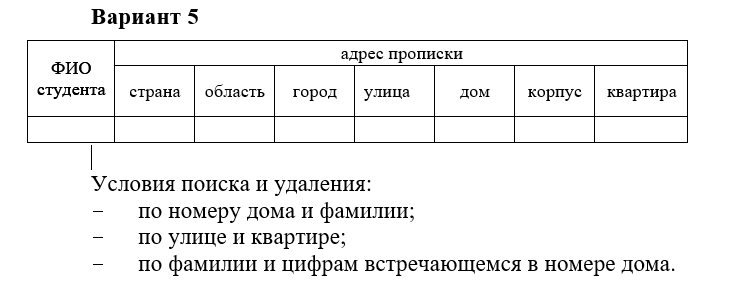 Вариант 5
ФИО студента
адрес прописки
страна область город улица дом корпус квартира
Условия поиска и удаления:
− по номеру дома и фамилии;
− по улице и квартире;
− по фамилии и цифрам встречающемся в номере дома.